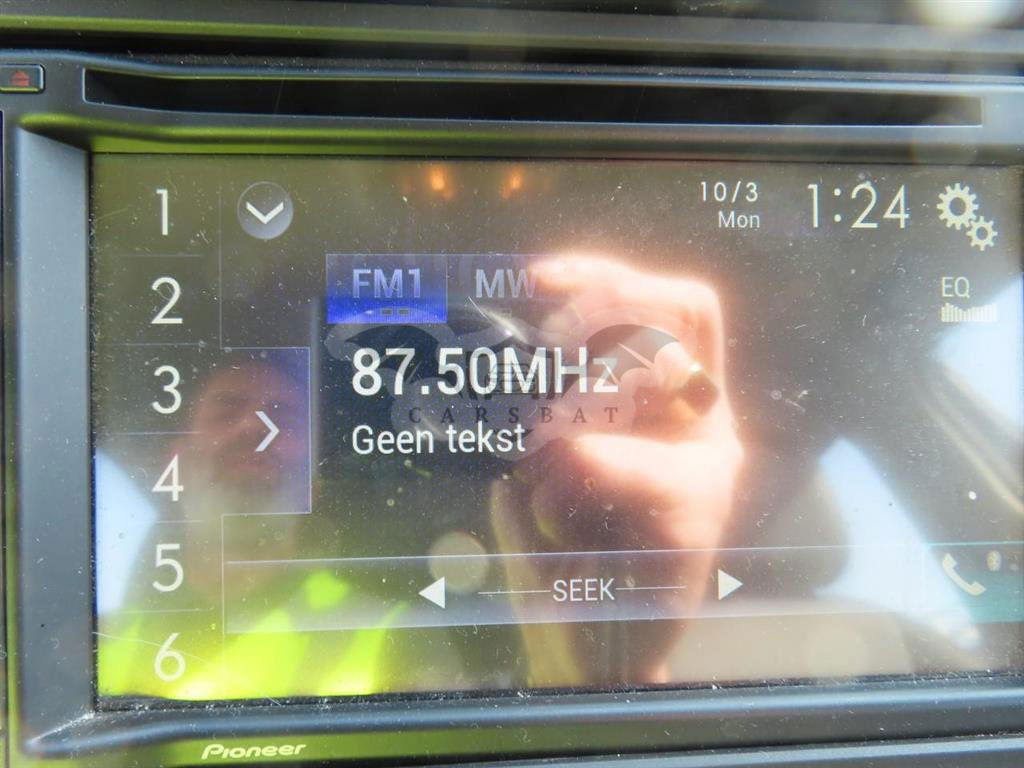 10/3
Mon
1:24
EQ
1
2
3
4
5
6
FM1
MW
87.50MHz
CARSBAT
Geen tekst
SEEK
Pioneer